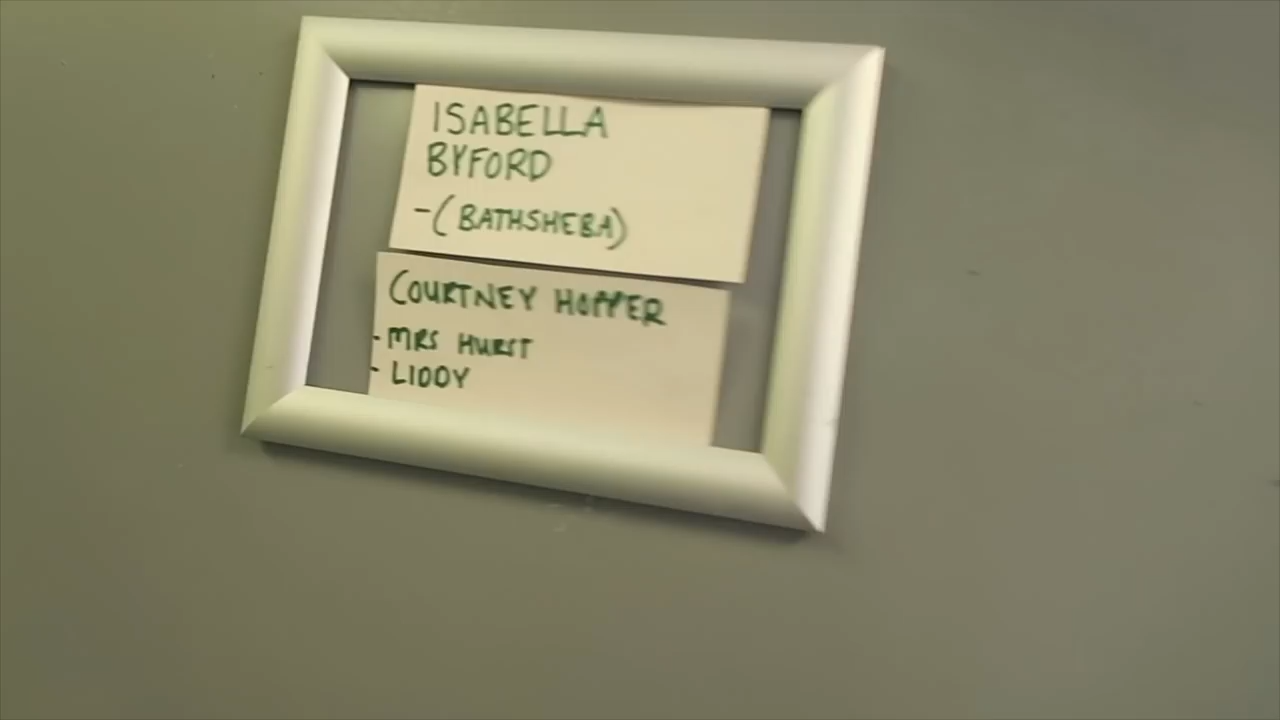 ISABELLA
BYFORD
-(BATHSHEBA)
COURTNEY HOPPER
- MRS HURST
- LIDDY